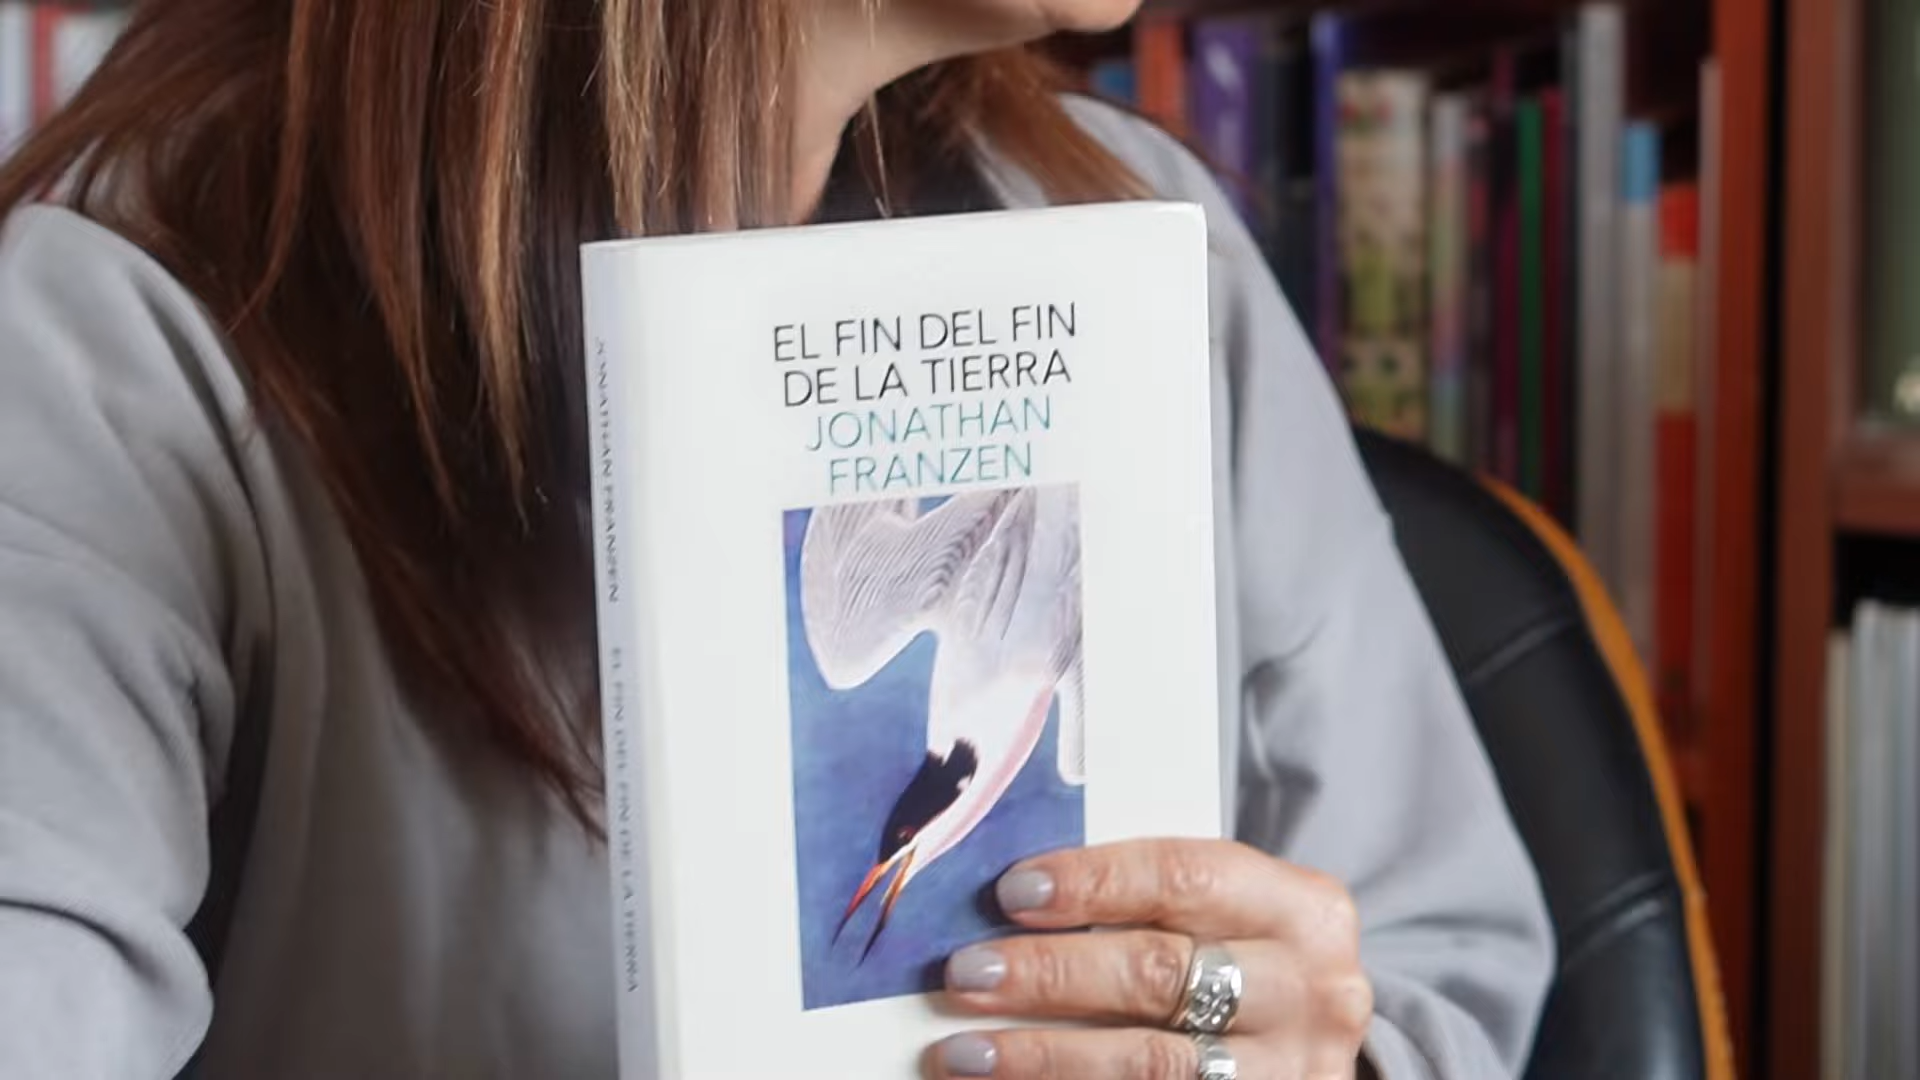 EL FIN DEL FIN
DE LA TIERRA
JONATHAN
FRANZEN
JONATHAN FRANZEN EL FIN DEL FIN DE LA TIERRA